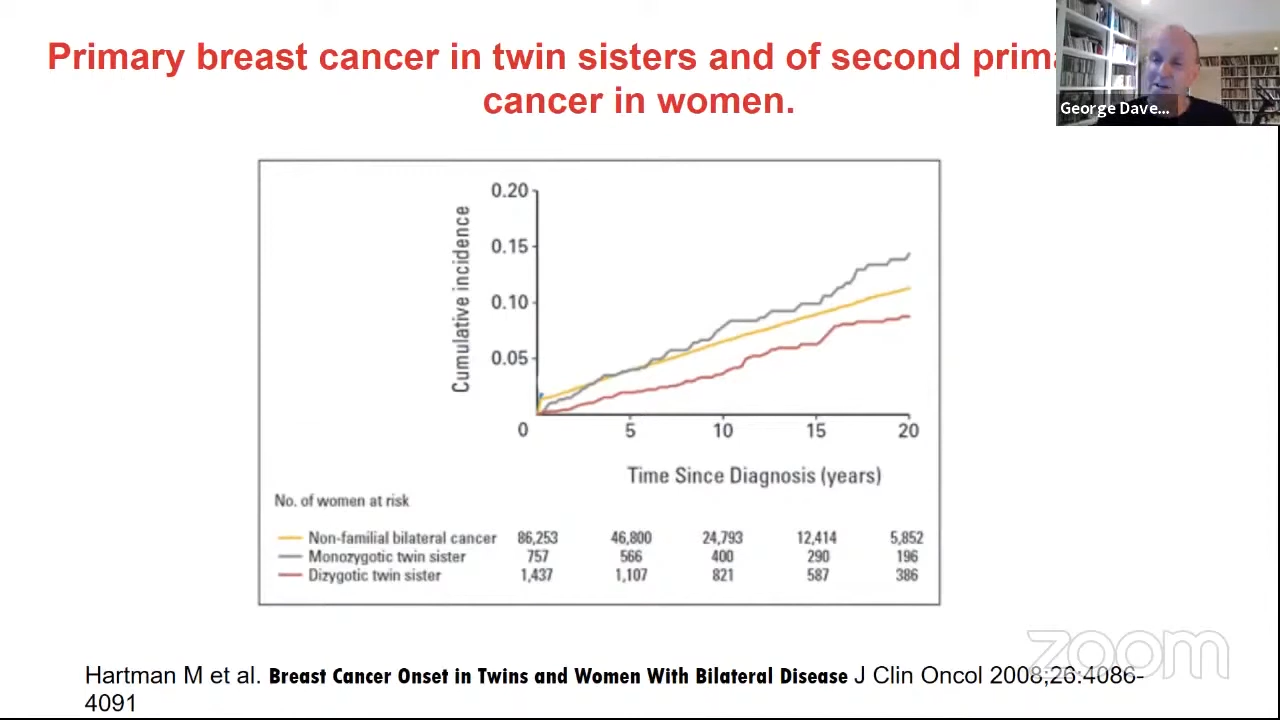 Primary breast cancer in twin sisters and of second prima
cancer in women.
George Dave...
0.20
0.15
0.10
0.05
Cumulative incidence
0 5 10 15 20
Time Since Diagnosis (years)
No. of women at risk
Non-familial bilateral cancer 86,253 46,800 24,793 12,414 5,852
Monozygotic twin sister 757 566 400 290 196
Dizygotic twin sister 1,437 1,107 821 587 386
zoom
Hartman M et al. Breast Cancer Onset in Twins and Women With Bilateral Disease J Clin Oncol 2008;26:4086-
4091